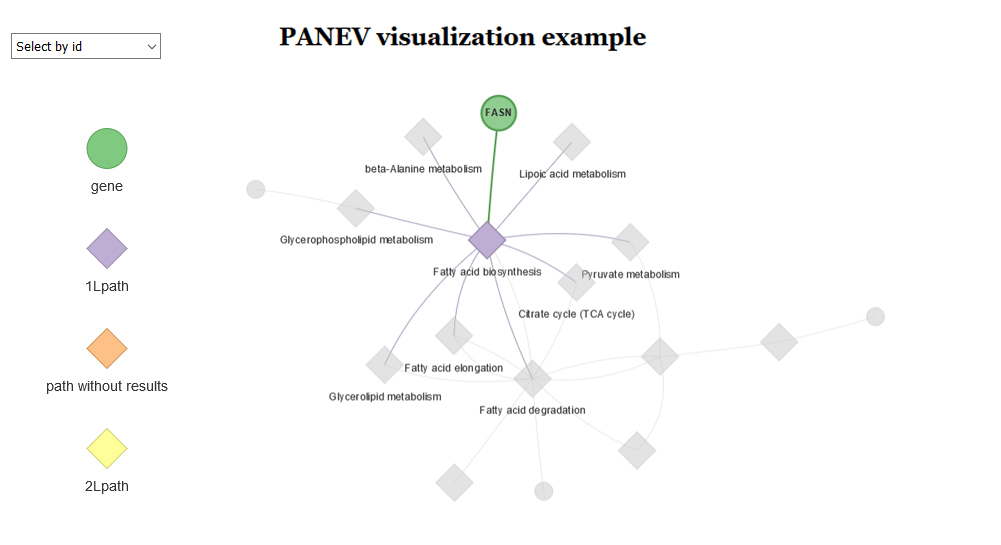 PANEV visualization example
Select by id
FASN
beta-Alanine metabolism
Lipoic acid metabolism
gene
Glycerophospholipid metabolism
Fatty acid biosynthesis
Pyruvate metabolism
1Lpath
Citrate cycle (TCA cycle)
Fatty acid elongation
path without results
Glycerolipid metabolism
Fatty acid degradation
2Lpath